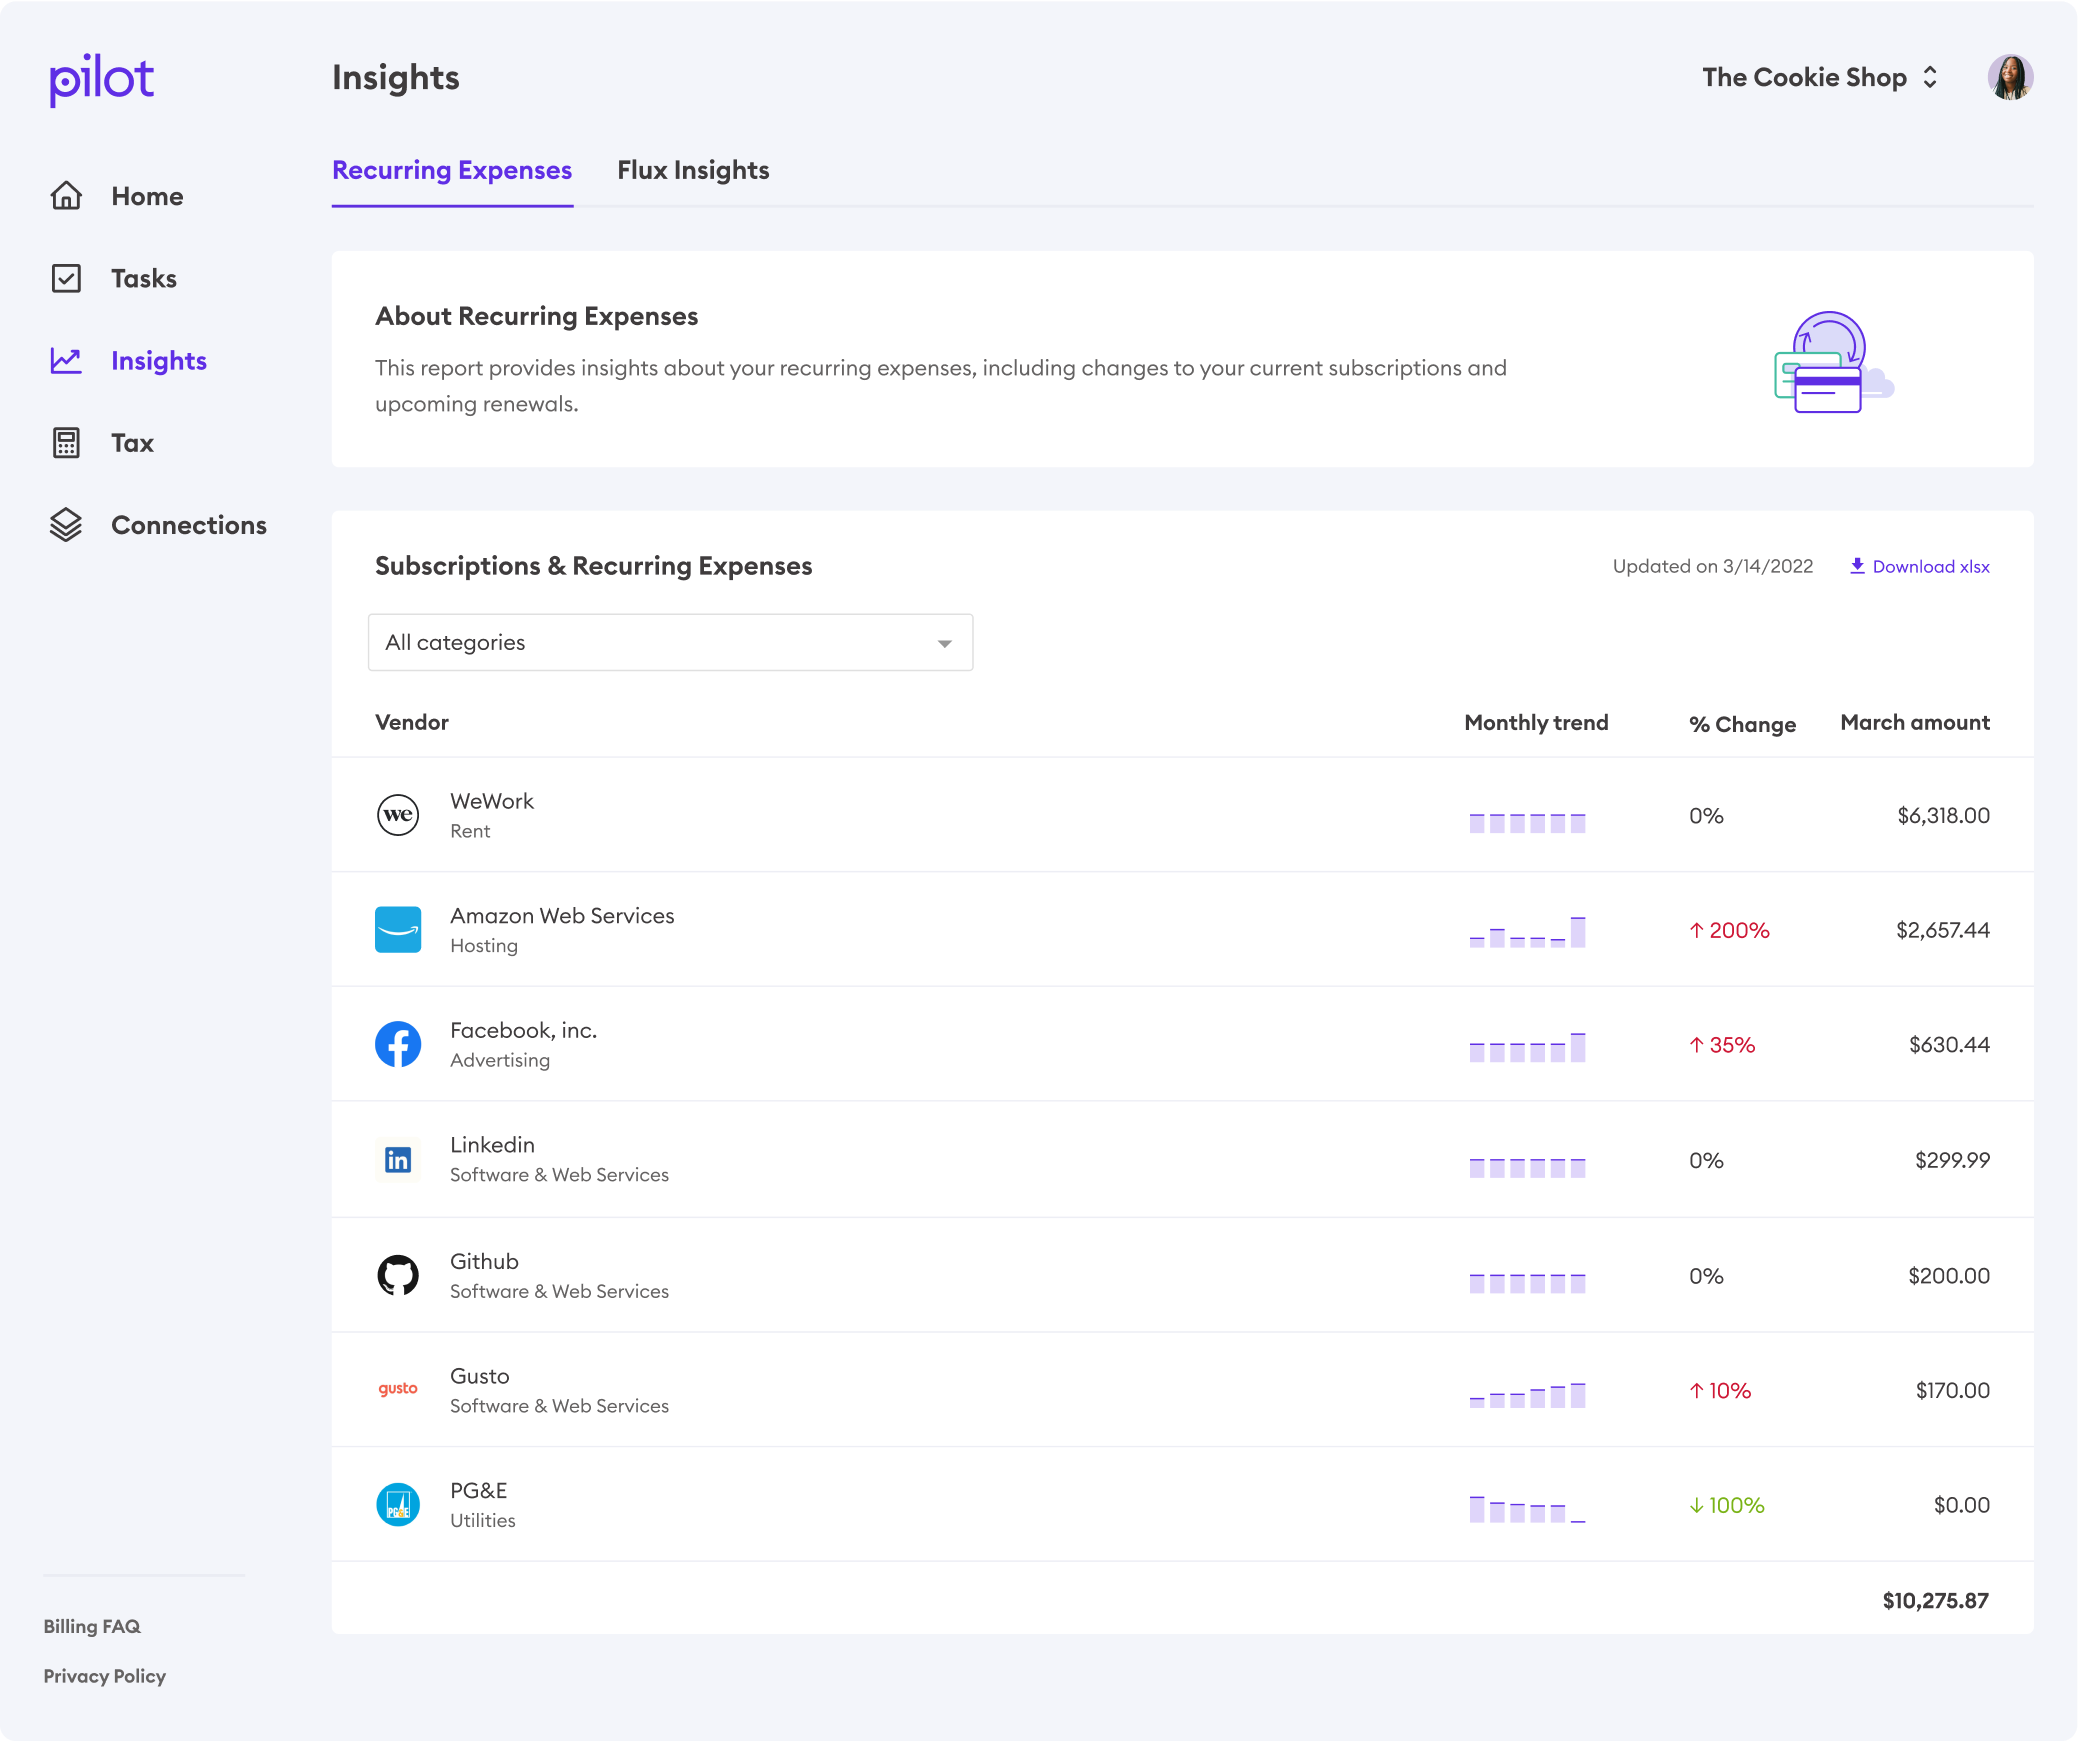 pilot
Insights
The Cookie Shop
Home
Tasks
Insights
Tax
Connections
Recurring Expenses
Flux Insights
About Recurring Expenses
This report provides insights about your recurring expenses, including changes to your current subscriptions and
upcoming renewals.
Subscriptions & Recurring Expenses
Updated on 3/14/2022
Download xlsx
All categories
Vendor
Monthly trend
% Change
March amount
we
WeWork
Rent
0%
$6,318.00
Amazon Web Services
Hosting
↑ 200%
$2,657.44
Facebook, inc.
Advertising
↑ 35%
$630.44
in
Linkedin
Software & Web Services
0%
$299.99
Github
Software & Web Services
0%
$200.00
gusto
Gusto
Software & Web Services
↑ 10%
$170.00
PG&E
PG&E
Utilities
↓ 100%
$0.00
$10,275.87
Billing FAQ
Privacy Policy